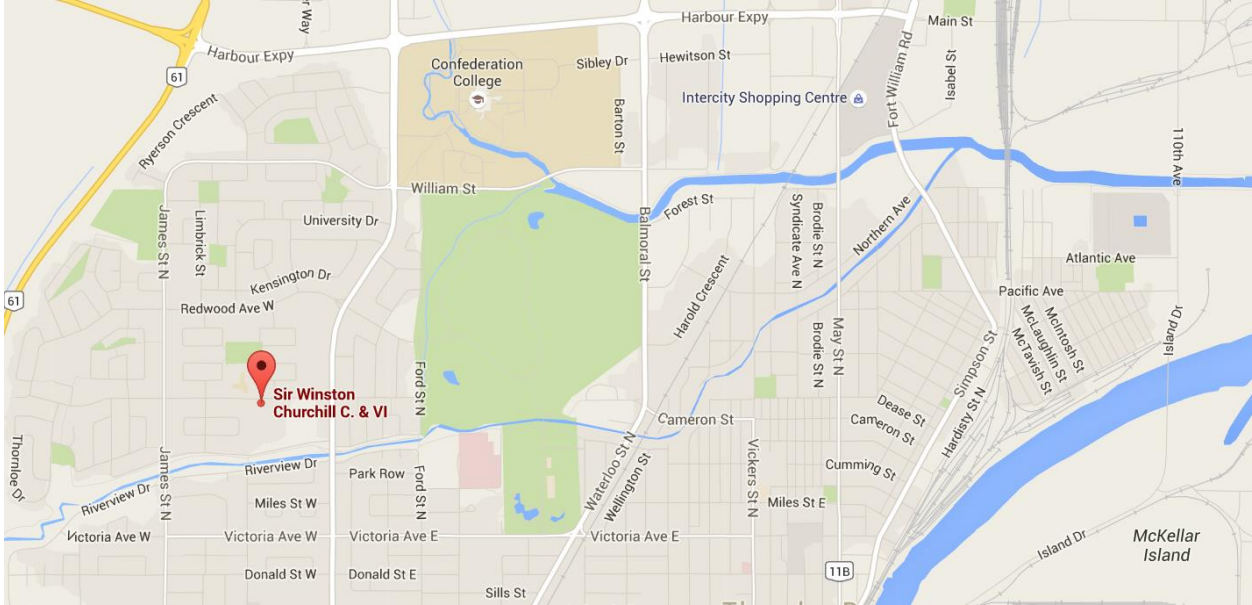 Harbour Expy
Main St
Harbour Expy
Confederation
College
Sibley Dr
Hewitson St
Fort William Rd
Isabel St
61
Intercity Shopping Centre
Ryerson Crescent
Barton St
110th Ave
William St
James St N
Limbrick St
University Dr
Balmoral St
Forest St
Syndicate Ave N
Brodie St N
Northern Ave
Kensington Dr
Harold Crescent
Atlantic Ave
61
Redwood Ave W
Pacific Ave
McIntosh St
McLaughlin St
McTavish St
Island Dr
Brodie St N
May St N
Simpson St
Sir Winston
Churchill C. & VI
Ford St N
Hardisty St N
Dease St
Cameron St
Cameron St
Thornloe Dr
James St N
Riverview Dr
Riverview Dr
Park Row
Ford St N
Waterloo St N
Wellington St
Vickers St N
Cumming St
Miles St W
Miles St E
Victoria Ave W
Victoria Ave W
Victoria Ave E
Victoria Ave E
Island Dr
McKellar
Island
Donald St W
Donald St E
Sills St
11B